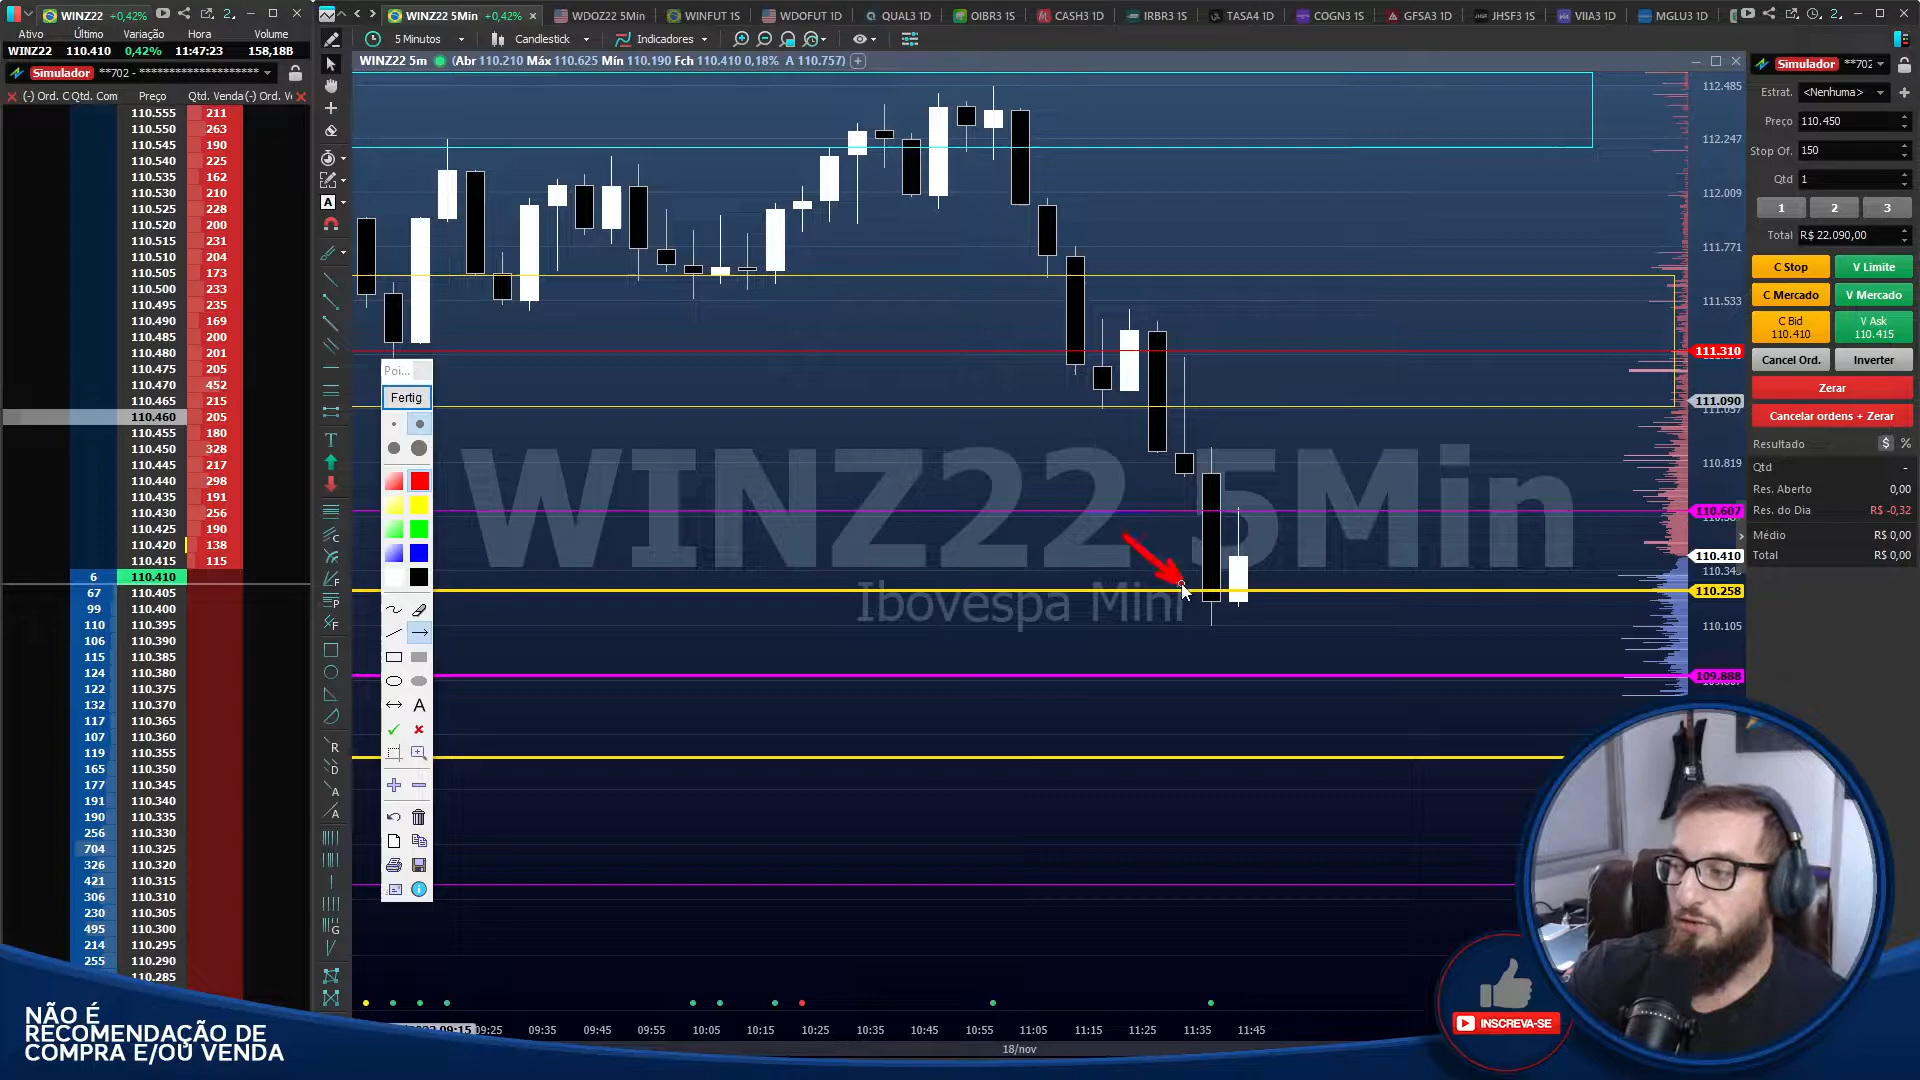 WINZ22 +0,42%
Ativo Último Variação Hora Volume
WINZ22 110.410 0,42% 11:47:23 158,18B
Simulador **702 - *********************
(-) Ord. C Qtd. Com Preço Qtd. Venda (-) Ord. V
110.555 211
110.550 263
110.545 190
110.540 225
110.535 162
110.530 210
110.525 228
110.520 200
110.515 231
110.510 204
110.505 173
110.500 233
110.495 235
110.490 169
110.485 200
110.480 201
110.475 205
110.470 452
110.465 215
110.460 205
110.455 180
110.450 328
110.445 217
110.440 298
110.435 191
110.430 256
110.425 190
110.420 138
110.415 115
6 110.410
67 110.405
99 110.400
110 110.395
106 110.390
115 110.385
124 110.380
122 110.375
132 110.370
117 110.365
107 110.360
119 110.355
165 110.350
177 110.345
191 110.340
190 110.335
256 110.330
704 110.325
326 110.320
421 110.315
306 110.310
230 110.305
495 110.300
214 110.295
255 110.290
110.285
NÃO É
RECOMENDAÇÃO DE
COMPRA E/OU VENDA
WINZ22 5Min +0,42% WDOZ22 5Min WINFUT 1S WDOFUT 1D QUAL3 1D OIBR3 1S CASH3 1D IRBR3 1S TASA4 1D COGN3 1S GFSA3 1D JHSF3 1S VIIA3 1D MGLU3 1D
5 Minutos Candlestick Indicadores
WINZ22 5m (Abr 110.210 Máx 110.625 Mín 110.190 Fch 110.410 0,18% A 110.757)
Poi...
Fertig
WINZ22 5Min
Ibovespa Mini
112.485
112.247
112.009
111.771
111.533
111.310
111.090
110.819
110.607
110.410
110.258
110.105
109.888
09:15 09:25 09:35 09:45 09:55 10:05 10:15 10:25 10:35 10:45 10:55 11:05 11:15 11:25 11:35 11:45
18/nov
Simulador **702
Estrat. <Nenhuma>
Preço 110.450
Stop Of. 150
Qtd 1
1 2 3
Total R$ 22.090,00
C Stop V Limite
C Mercado V Mercado
C Bid V Ask
110.410 110.415
Cancel Ord. Inverter
Zerar
Cancelar ordens + Zerar
Resultado $ %
Qtd -
Res. Aberto 0,00
Res. do Dia R$ -0,32
Médio R$ 0,00
Total R$ 0,00
INSCREVA-SE